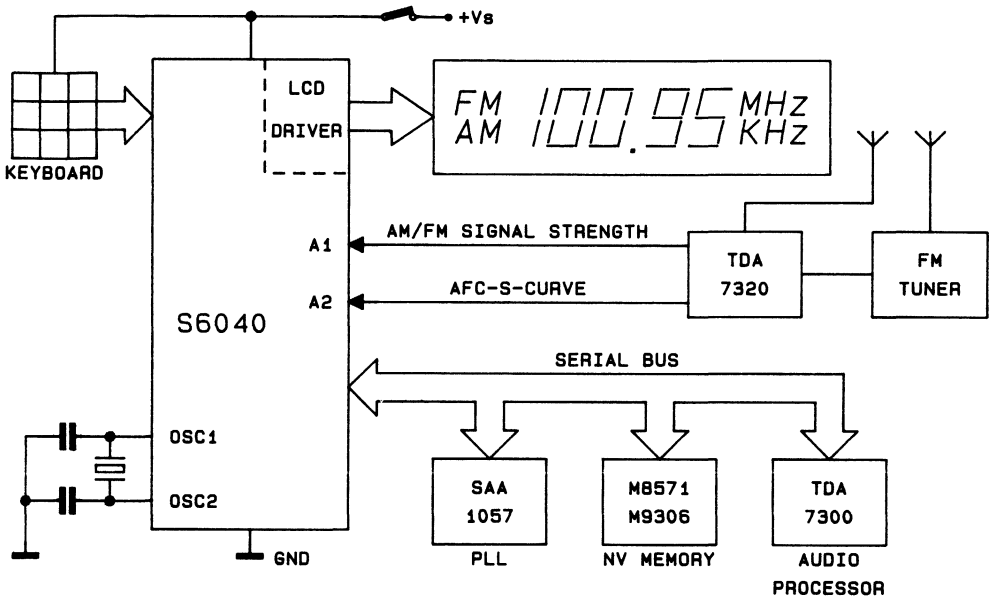 +Vs
LCD
DRIVER
FM 100.95 MHz
AM KHz
KEYBOARD
A1
AM/FM SIGNAL STRENGTH
TDA
7320
FM
TUNER
A2
AFC-S-CURVE
S6040
SERIAL BUS
OSC1
OSC2
SAA
1057
M8571
M9306
TDA
7300
GND
PLL
NV MEMORY
AUDIO
PROCESSOR